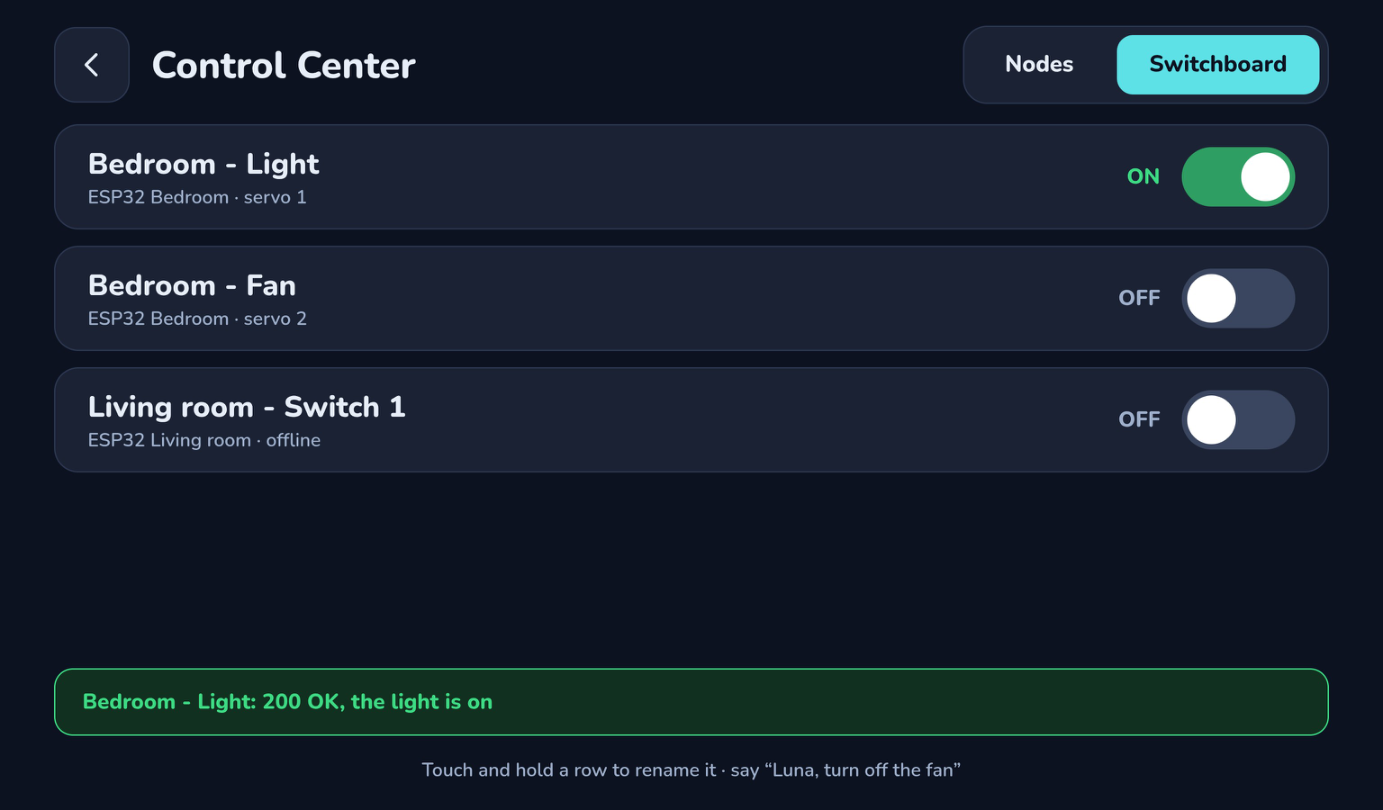 Control Center
Nodes
Switchboard
Bedroom - Light
ESP32 Bedroom · servo 1
ON
Bedroom - Fan
ESP32 Bedroom · servo 2
OFF
Living room - Switch 1
ESP32 Living room · offline
OFF
Bedroom - Light: 200 OK, the light is on
Touch and hold a row to rename it · say “Luna, turn off the fan”